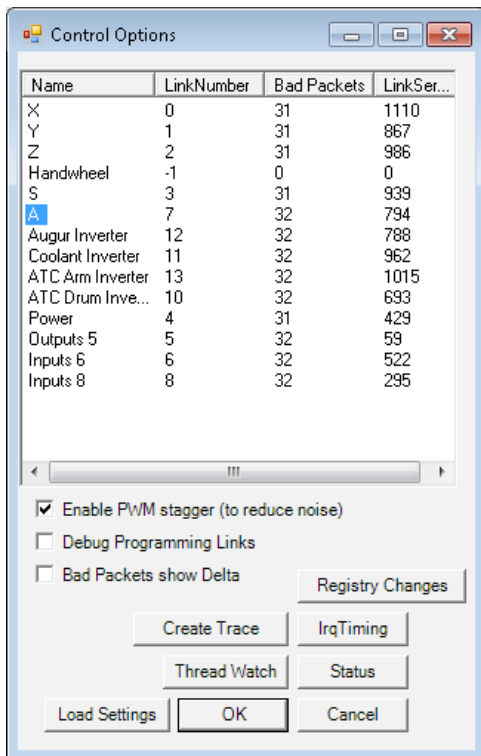 Control Options
Name LinkNumber Bad Packets LinkSer...
X 0 31 1110
Y 1 31 867
Z 2 31 986
Handwheel -1 0 0
S 3 31 939
A 7 32 794
Augur Inverter 12 32 788
Coolant Inverter 11 32 962
ATC Arm Inverter 13 32 1015
ATC Drum Inve... 10 32 693
Power 4 31 429
Outputs 5 5 32 59
Inputs 6 6 32 522
Inputs 8 8 32 295
Enable PWM stagger (to reduce noise)
Debug Programming Links
Bad Packets show Delta
Registry Changes
Create Trace IrqTiming
Thread Watch Status
Load Settings OK Cancel